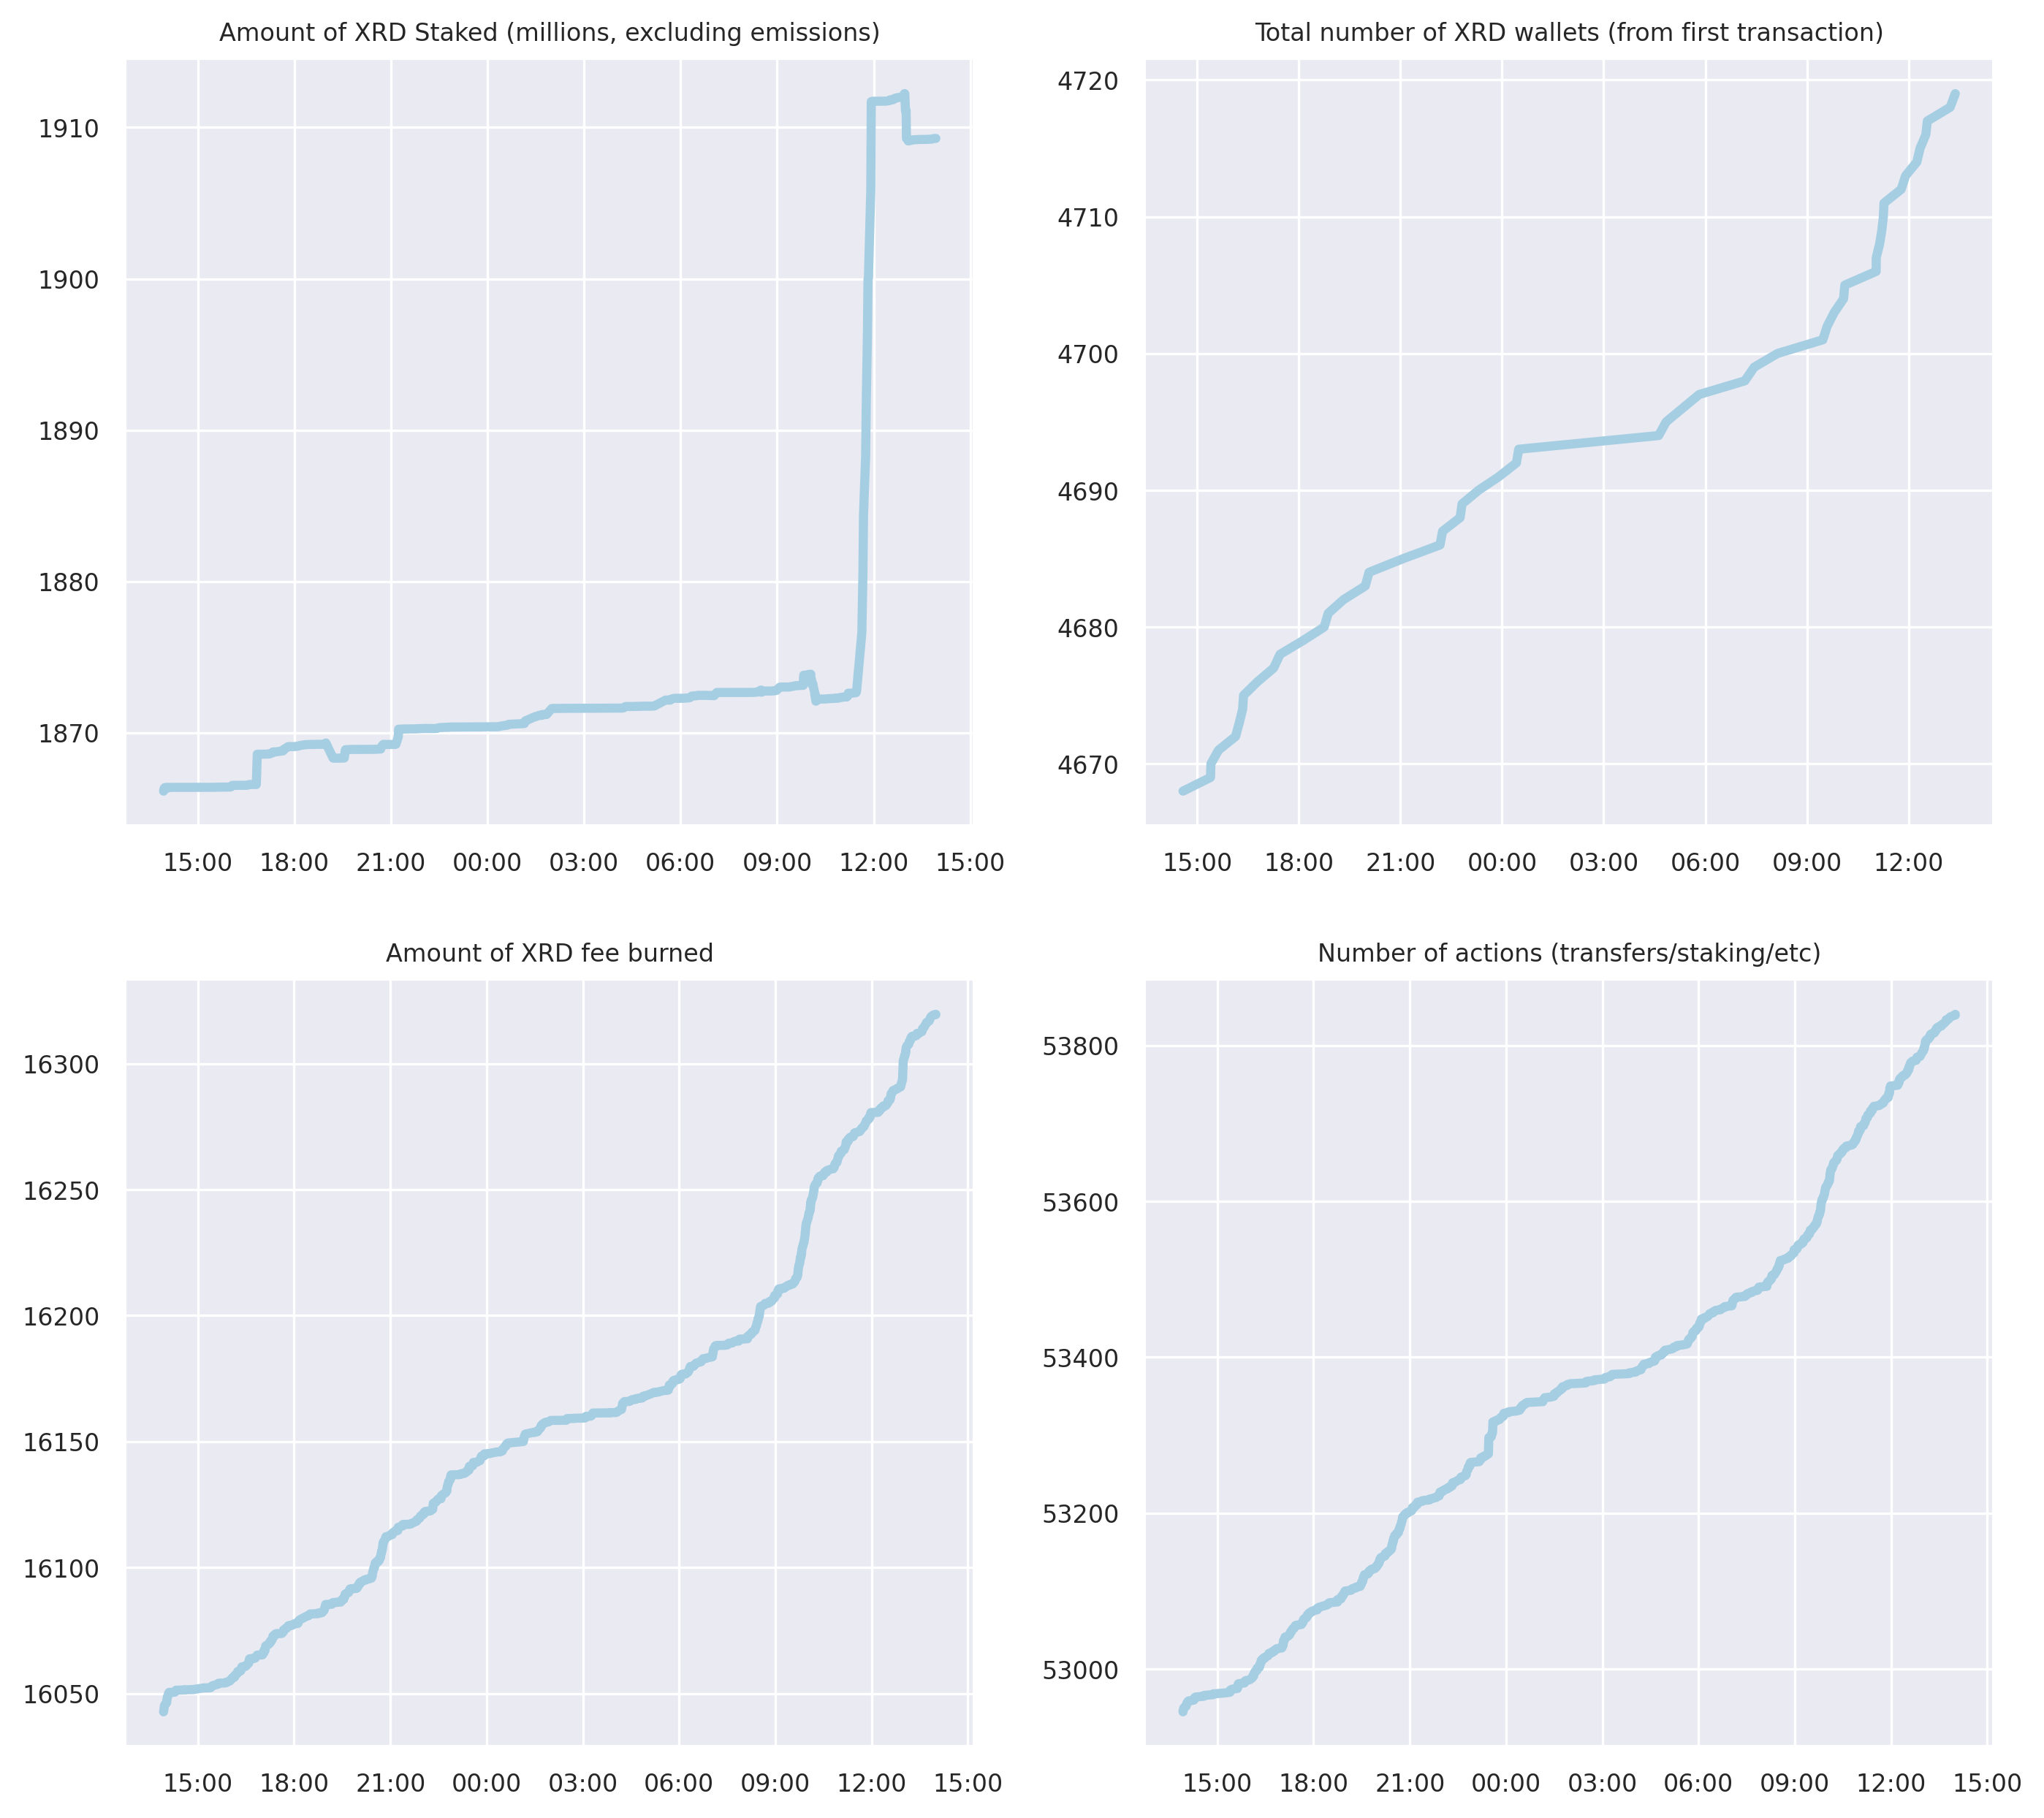 Amount of XRD Staked (millions, excluding emissions)
1910
1900
1890
1880
1870
15:00 18:00 21:00 00:00 03:00 06:00 09:00 12:00 15:00
Total number of XRD wallets (from first transaction)
4720
4710
4700
4690
4680
4670
15:00 18:00 21:00 00:00 03:00 06:00 09:00 12:00
Amount of XRD fee burned
16300
16250
16200
16150
16100
16050
15:00 18:00 21:00 00:00 03:00 06:00 09:00 12:00 15:00
Number of actions (transfers/staking/etc)
53800
53600
53400
53200
53000
15:00 18:00 21:00 00:00 03:00 06:00 09:00 12:00 15:00